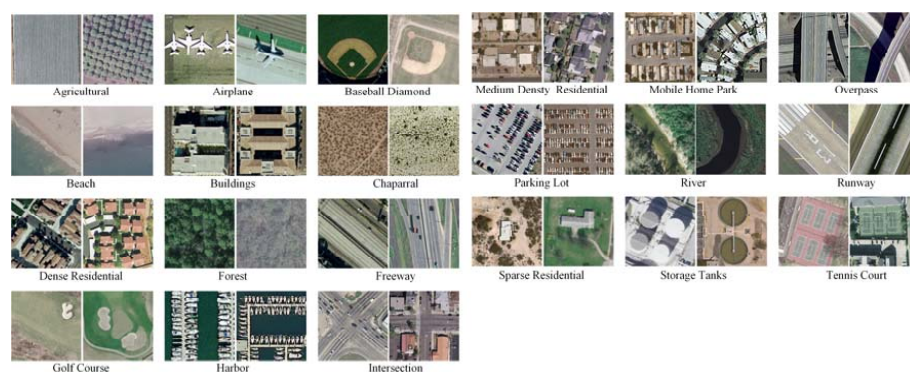 Agricultural
Airplane
Baseball Diamond
Medium Densty Residential
Mobile Home Park
Overpass
Beach
Buildings
Chaparral
Parking Lot
River
Runway
Dense Residential
Forest
Freeway
Sparse Residential
Storage Tanks
Tennis Court
Golf Course
Harbor
Intersection